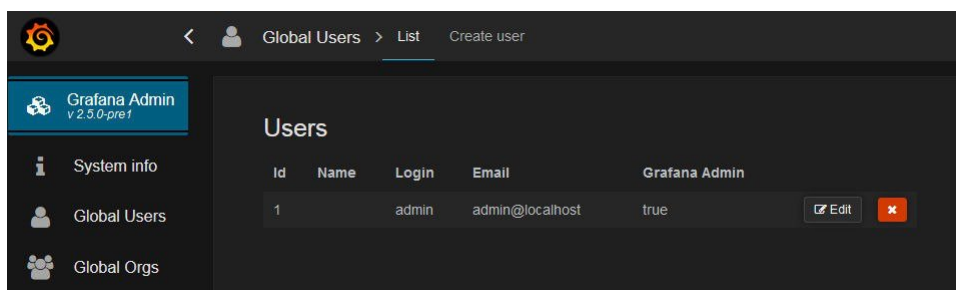 Global Users > List Create user
Grafana Admin
v 2.5.0-pre1
System info
Global Users
Global Orgs
Users
Id Name Login Email Grafana Admin
1 admin admin@localhost true Edit